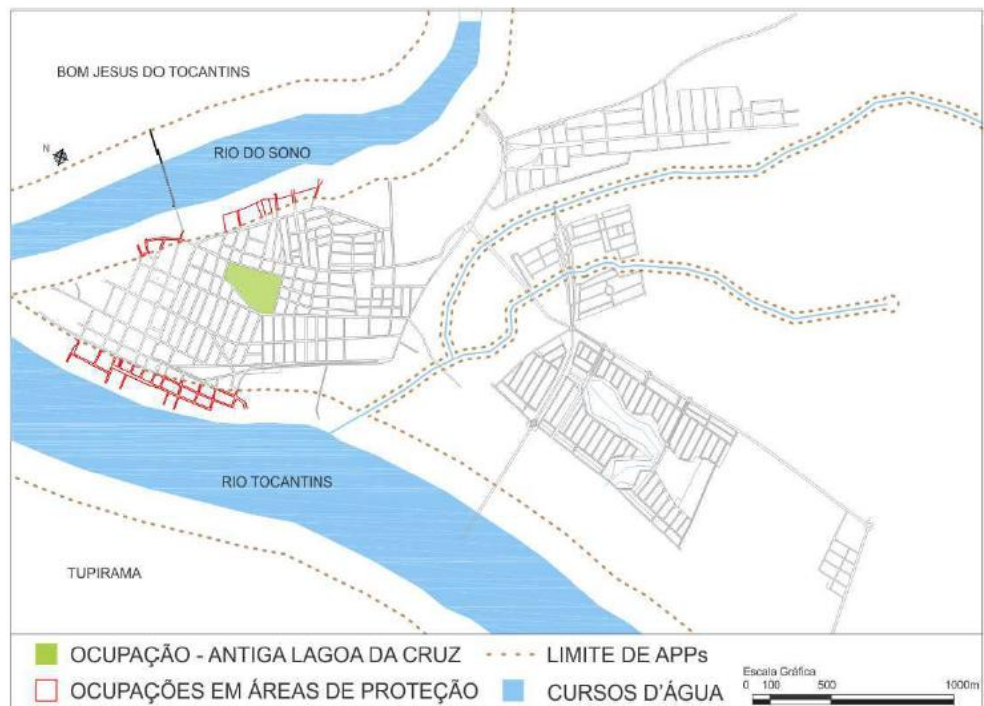 BOM JESUS DO TOCANTINS
N
RIO DO SONO
RIO TOCANTINS
TUPIRAMA
OCUPAÇÃO - ANTIGA LAGOA DA CRUZ
LIMITE DE APPs
OCUPAÇÕES EM ÁREAS DE PROTEÇÃO
CURSOS D'ÁGUA
Escala Gráfica
0 100 500 1000m